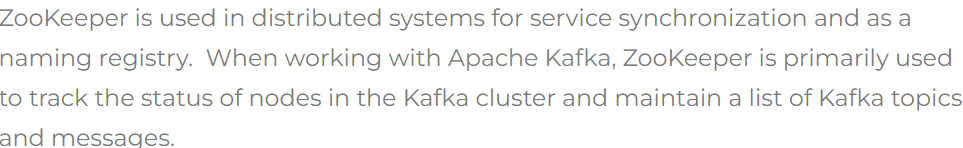 ZooKeeper is used in distributed systems for service synchronization and as a
naming registry.  When working with Apache Kafka, ZooKeeper is primarily used
to track the status of nodes in the Kafka cluster and maintain a list of Kafka topics
and messages.